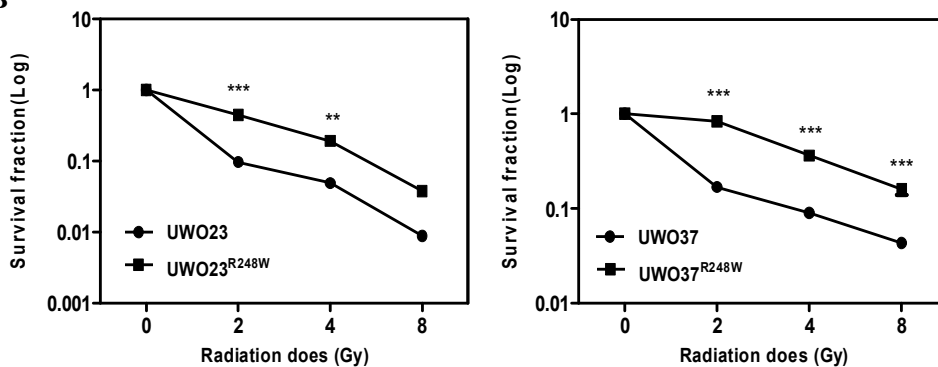 10
1
0.1
0.01
0.001
Survival fraction(Log)
***
**
UWO23
UWO23R248W
0 2 4 8
Radiation does (Gy)
10
1
0.1
0.01
Survival fraction(Log)
***
***
***
UWO37
UWO37R248W
0 2 4 8
Radiation does (Gy)